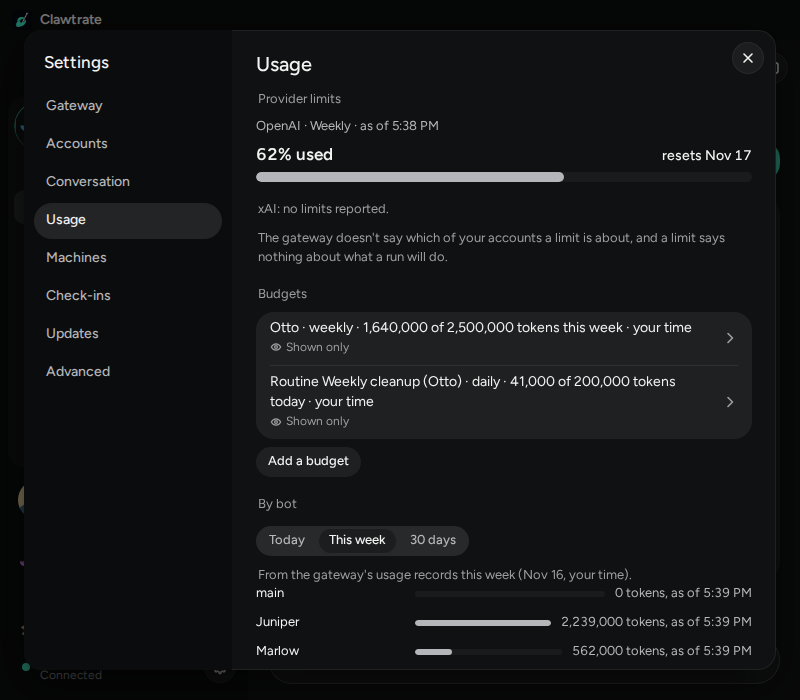 Clawtrate
Settings
Gateway
Accounts
Conversation
Usage
Machines
Check-ins
Updates
Advanced
Connected
Usage
Provider limits
OpenAI · Weekly · as of 5:38 PM
62% used
resets Nov 17
xAI: no limits reported.
The gateway doesn't say which of your accounts a limit is about, and a limit says
nothing about what a run will do.
Budgets
Otto · weekly · 1,640,000 of 2,500,000 tokens this week · your time
Shown only
Routine Weekly cleanup (Otto) · daily · 41,000 of 200,000 tokens
today · your time
Shown only
Add a budget
By bot
Today This week 30 days
From the gateway's usage records this week (Nov 16, your time).
main 0 tokens, as of 5:39 PM
Juniper 2,239,000 tokens, as of 5:39 PM
Marlow 562,000 tokens, as of 5:39 PM